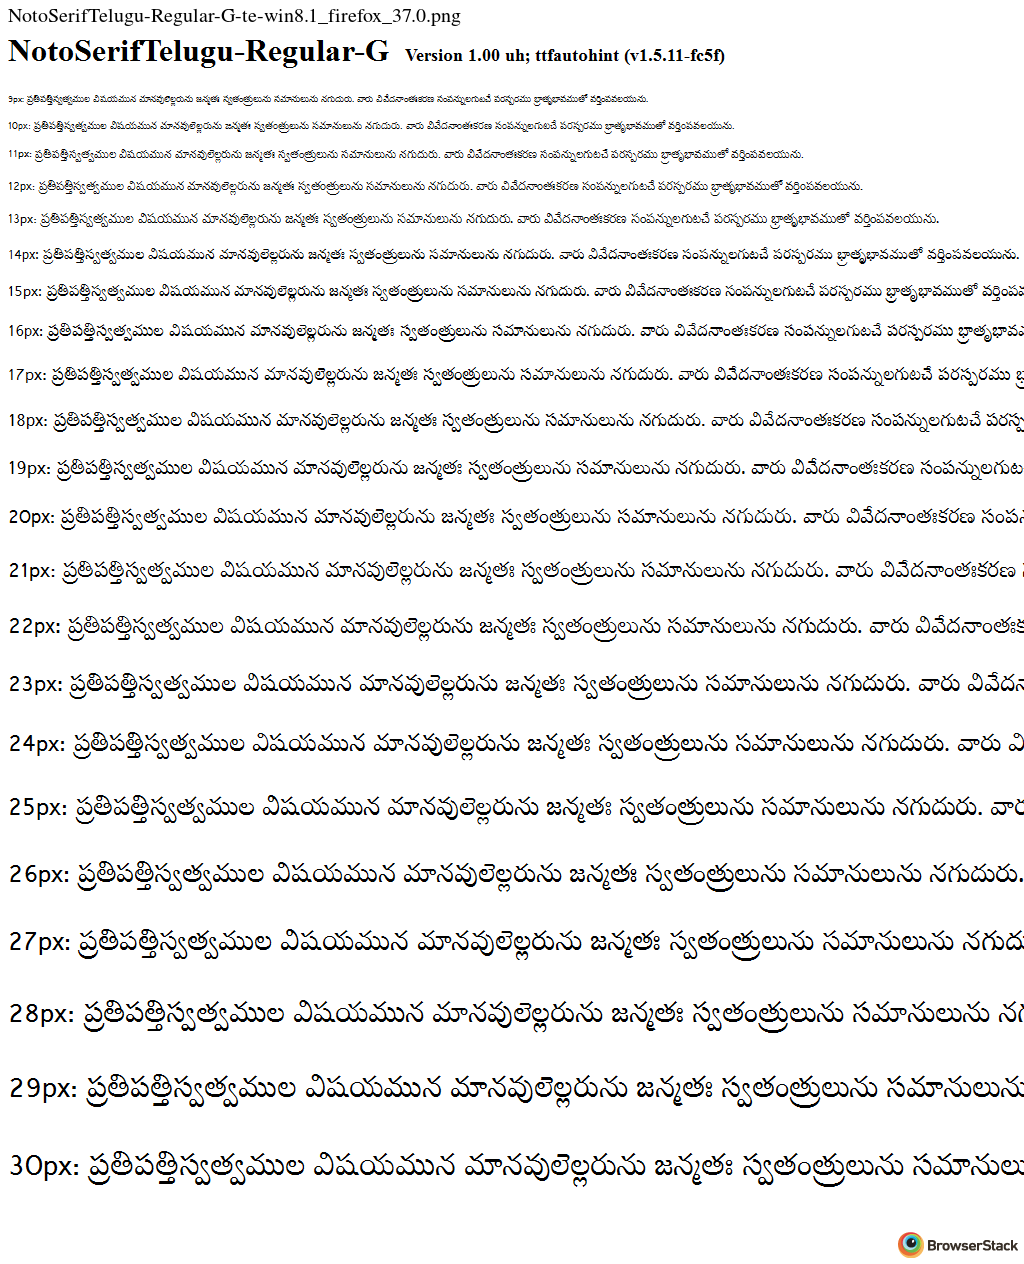 NotoSerifTelugu-Regular-G-te-win8.1_firefox_37.0.png
NotoSerifTelugu-Regular-G Version 1.00 uh; ttfautohint (v1.5.11-fc5f)
9px: ప్రతిపత్తిస్వత్వముల విషయమున మానవులెల్లరును జన్మతః స్వతంత్రులును సమానులును నగుదురు. వారు వివేదనాంతఃకరణ సంపన్నులగుటచే పరస్పరము భ్రాతృభావముతో వర్తింపవలయును.
10px: ప్రతిపత్తిస్వత్వముల విషయమున మానవులెల్లరును జన్మతః స్వతంత్రులును సమానులును నగుదురు. వారు వివేదనాంతఃకరణ సంపన్నులగుటచే పరస్పరము భ్రాతృభావముతో వర్తింపవలయును.
11px: ప్రతిపత్తిస్వత్వముల విషయమున మానవులెల్లరును జన్మతః స్వతంత్రులును సమానులును నగుదురు. వారు వివేదనాంతఃకరణ సంపన్నులగుటచే పరస్పరము భ్రాతృభావముతో వర్తింపవలయును.
12px: ప్రతిపత్తిస్వత్వముల విషయమున మానవులెల్లరును జన్మతః స్వతంత్రులును సమానులును నగుదురు. వారు వివేదనాంతఃకరణ సంపన్నులగుటచే పరస్పరము భ్రాతృభావముతో వర్తింపవలయును.
13px: ప్రతిపత్తిస్వత్వముల విషయమున మానవులెల్లరును జన్మతః స్వతంత్రులును సమానులును నగుదురు. వారు వివేదనాంతఃకరణ సంపన్నులగుటచే పరస్పరము భ్రాతృభావముతో వర్తింపవలయును.
14px: ప్రతిపత్తిస్వత్వముల విషయమున మానవులెల్లరును జన్మతః స్వతంత్రులును సమానులును నగుదురు. వారు వివేదనాంతఃకరణ సంపన్నులగుటచే పరస్పరము భ్రాతృభావముతో వర్తింపవలయును.
15px: ప్రతిపత్తిస్వత్వముల విషయమున మానవులెల్లరును జన్మతః స్వతంత్రులును సమానులును నగుదురు. వారు వివేదనాంతఃకరణ సంపన్నులగుటచే పరస్పరము భ్రాతృభావముతో
16px: ప్రతిపత్తిస్వత్వముల విషయమున మానవులెల్లరును జన్మతః స్వతంత్రులును సమానులును నగుదురు. వారు వివేదనాంతఃకరణ సంపన్నులగుటచే పరస్పరము
17px: ప్రతిపత్తిస్వత్వముల విషయమున మానవులెల్లరును జన్మతః స్వతంత్రులును సమానులును నగుదురు. వారు వివేదనాంతఃకరణ సంపన్నులగుటచే పరస్పరము
18px: ప్రతిపత్తిస్వత్వముల విషయమున మానవులెల్లరును జన్మతః స్వతంత్రులును సమానులును నగుదురు. వారు వివేదనాంతఃకరణ సంపన్నులగుటచే
19px: ప్రతిపత్తిస్వత్వముల విషయమున మానవులెల్లరును జన్మతః స్వతంత్రులును సమానులును నగుదురు. వారు వివేదనాంతఃకరణ
20px: ప్రతిపత్తిస్వత్వముల విషయమున మానవులెల్లరును జన్మతః స్వతంత్రులును సమానులును నగుదురు. వారు వివేదనాంతఃకరణ
21px: ప్రతిపత్తిస్వత్వముల విషయమున మానవులెల్లరును జన్మతః స్వతంత్రులును సమానులును నగుదురు. వారు వివేదనాంతఃకరణ
22px: ప్రతిపత్తిస్వత్వముల విషయమున మానవులెల్లరును జన్మతః స్వతంత్రులును సమానులును నగుదురు. వారు
23px: ప్రతిపత్తిస్వత్వముల విషయమున మానవులెల్లరును జన్మతః స్వతంత్రులును సమానులును నగుదురు. వారు
24px: ప్రతిపత్తిస్వత్వముల విషయమున మానవులెల్లరును జన్మతః స్వతంత్రులును సమానులును నగుదురు. వారు
25px: ప్రతిపత్తిస్వత్వముల విషయమున మానవులెల్లరును జన్మతః స్వతంత్రులును సమానులును నగుదురు.
26px: ప్రతిపత్తిస్వత్వముల విషయమున మానవులెల్లరును జన్మతః స్వతంత్రులును సమానులును నగుదురు.
27px: ప్రతిపత్తిస్వత్వముల విషయమున మానవులెల్లరును జన్మతః స్వతంత్రులును సమానులును
28px: ప్రతిపత్తిస్వత్వముల విషయమున మానవులెల్లరును జన్మతః స్వతంత్రులును సమానులును
29px: ప్రతిపత్తిస్వత్వముల విషయమున మానవులెల్లరును జన్మతః స్వతంత్రులును సమానులును
30px: ప్రతిపత్తిస్వత్వముల విషయమున మానవులెల్లరును జన్మతః స్వతంత్రులును
BrowserStack